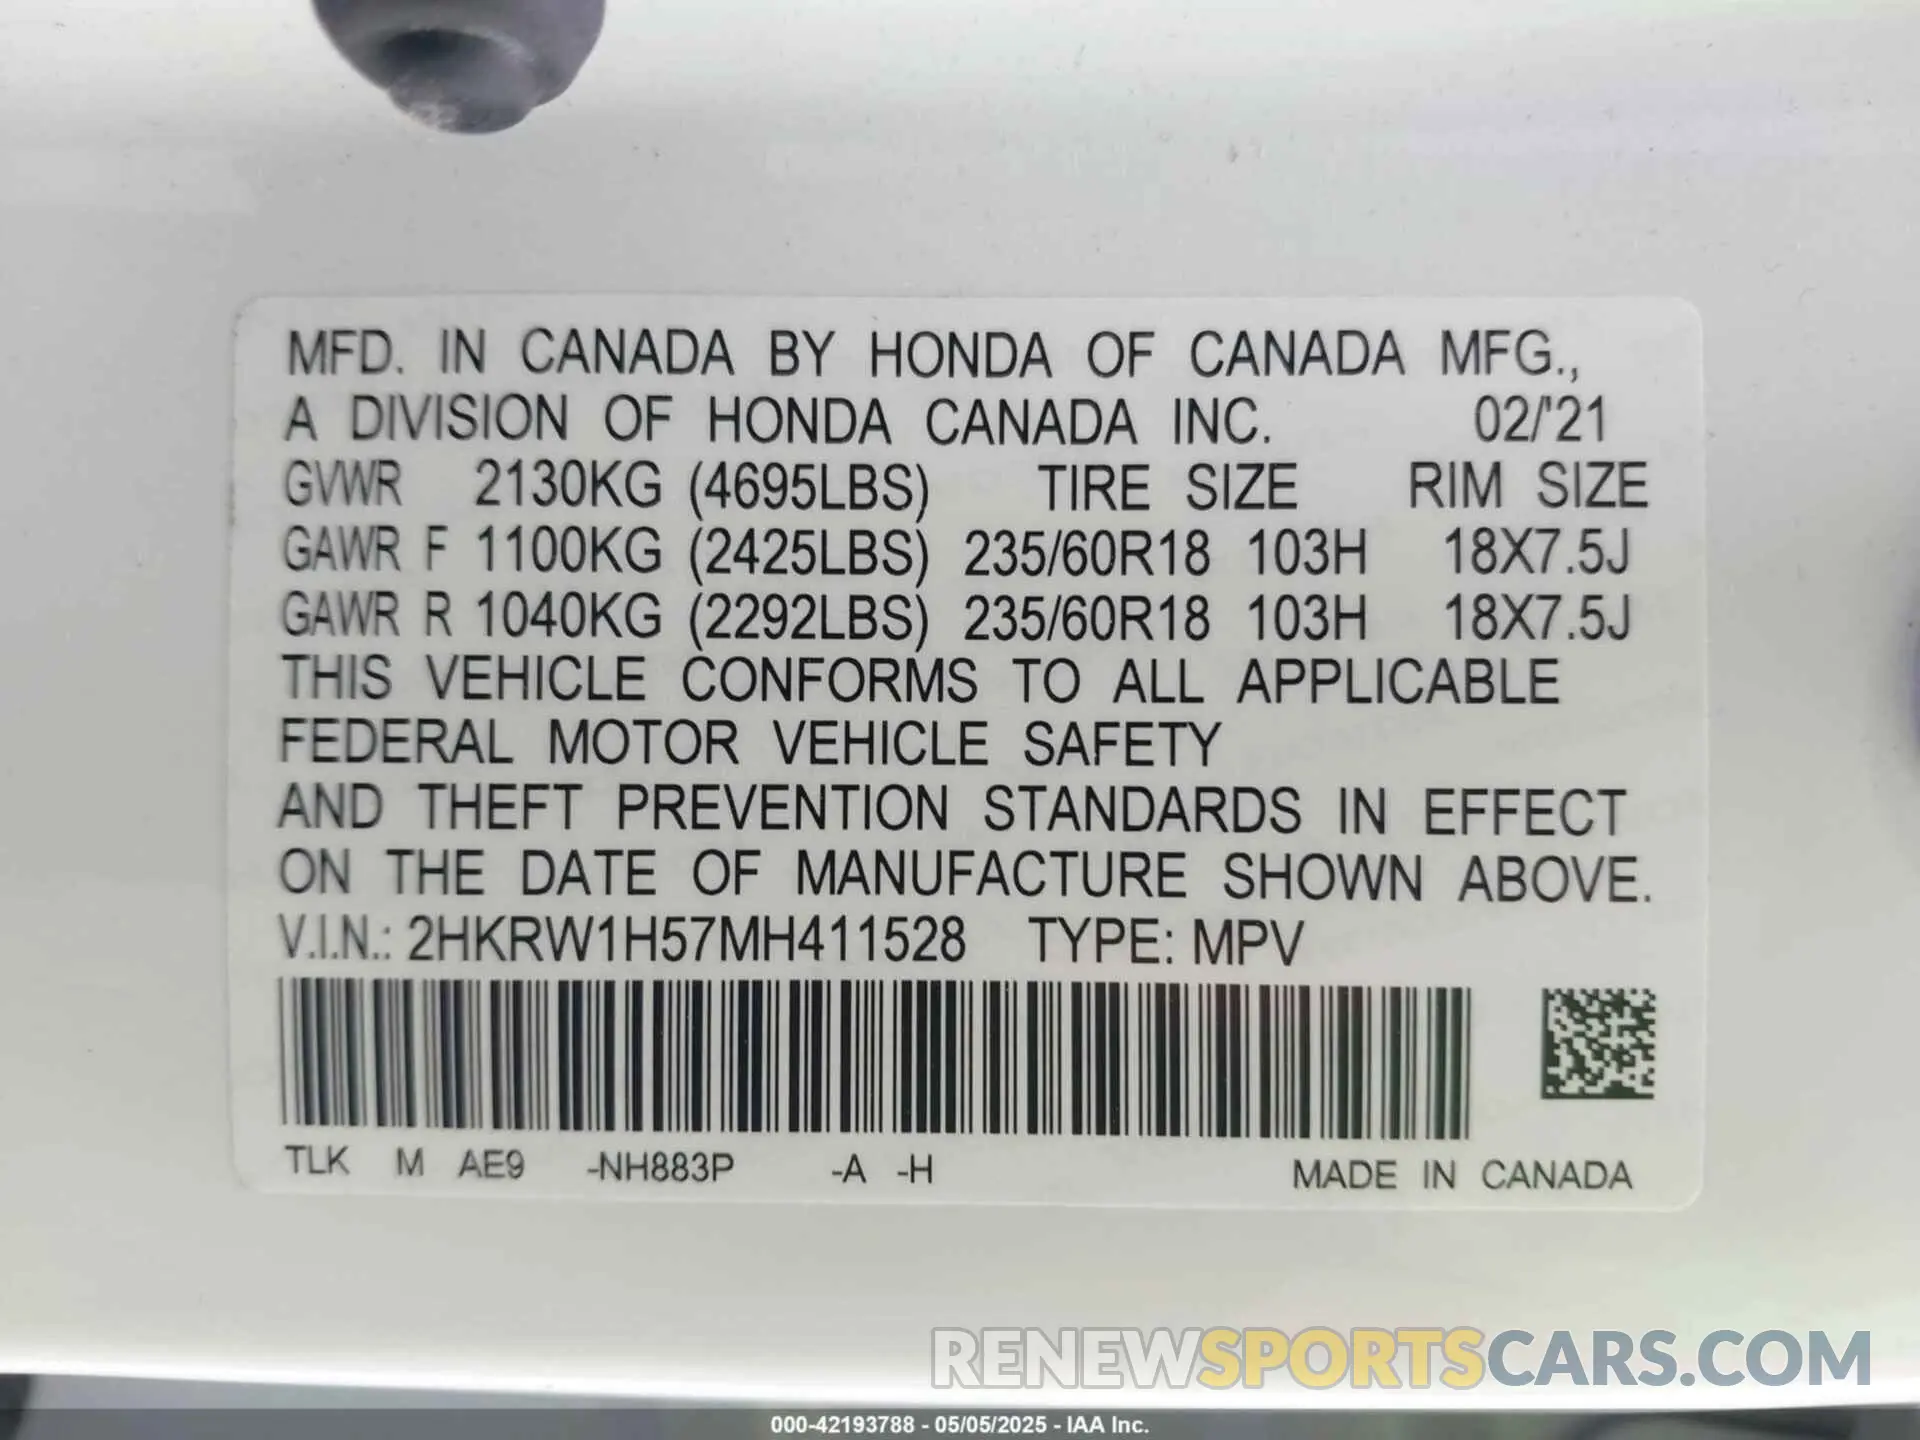 MFD. IN CANADA BY HONDA OF CANADA MFG.,
A DIVISION OF HONDA CANADA INC. 02/'21
GVWR 2130KG (4695LBS) TIRE SIZE RIM SIZE
GAWR F 1100KG (2425LBS) 235/60R18 103H 18X7.5J
GAWR R 1040KG (2292LBS) 235/60R18 103H 18X7.5J
THIS VEHICLE CONFORMS TO ALL APPLICABLE
FEDERAL MOTOR VEHICLE SAFETY
AND THEFT PREVENTION STANDARDS IN EFFECT
ON THE DATE OF MANUFACTURE SHOWN ABOVE.
V.I.N.: 2HKRW1H57MH411528 TYPE: MPV
TLK M AE9 -NH883P -A -H MADE IN CANADA
RENEWSPORTSCARS.COM
000-42193788 - 05/05/2025 - IAA Inc.